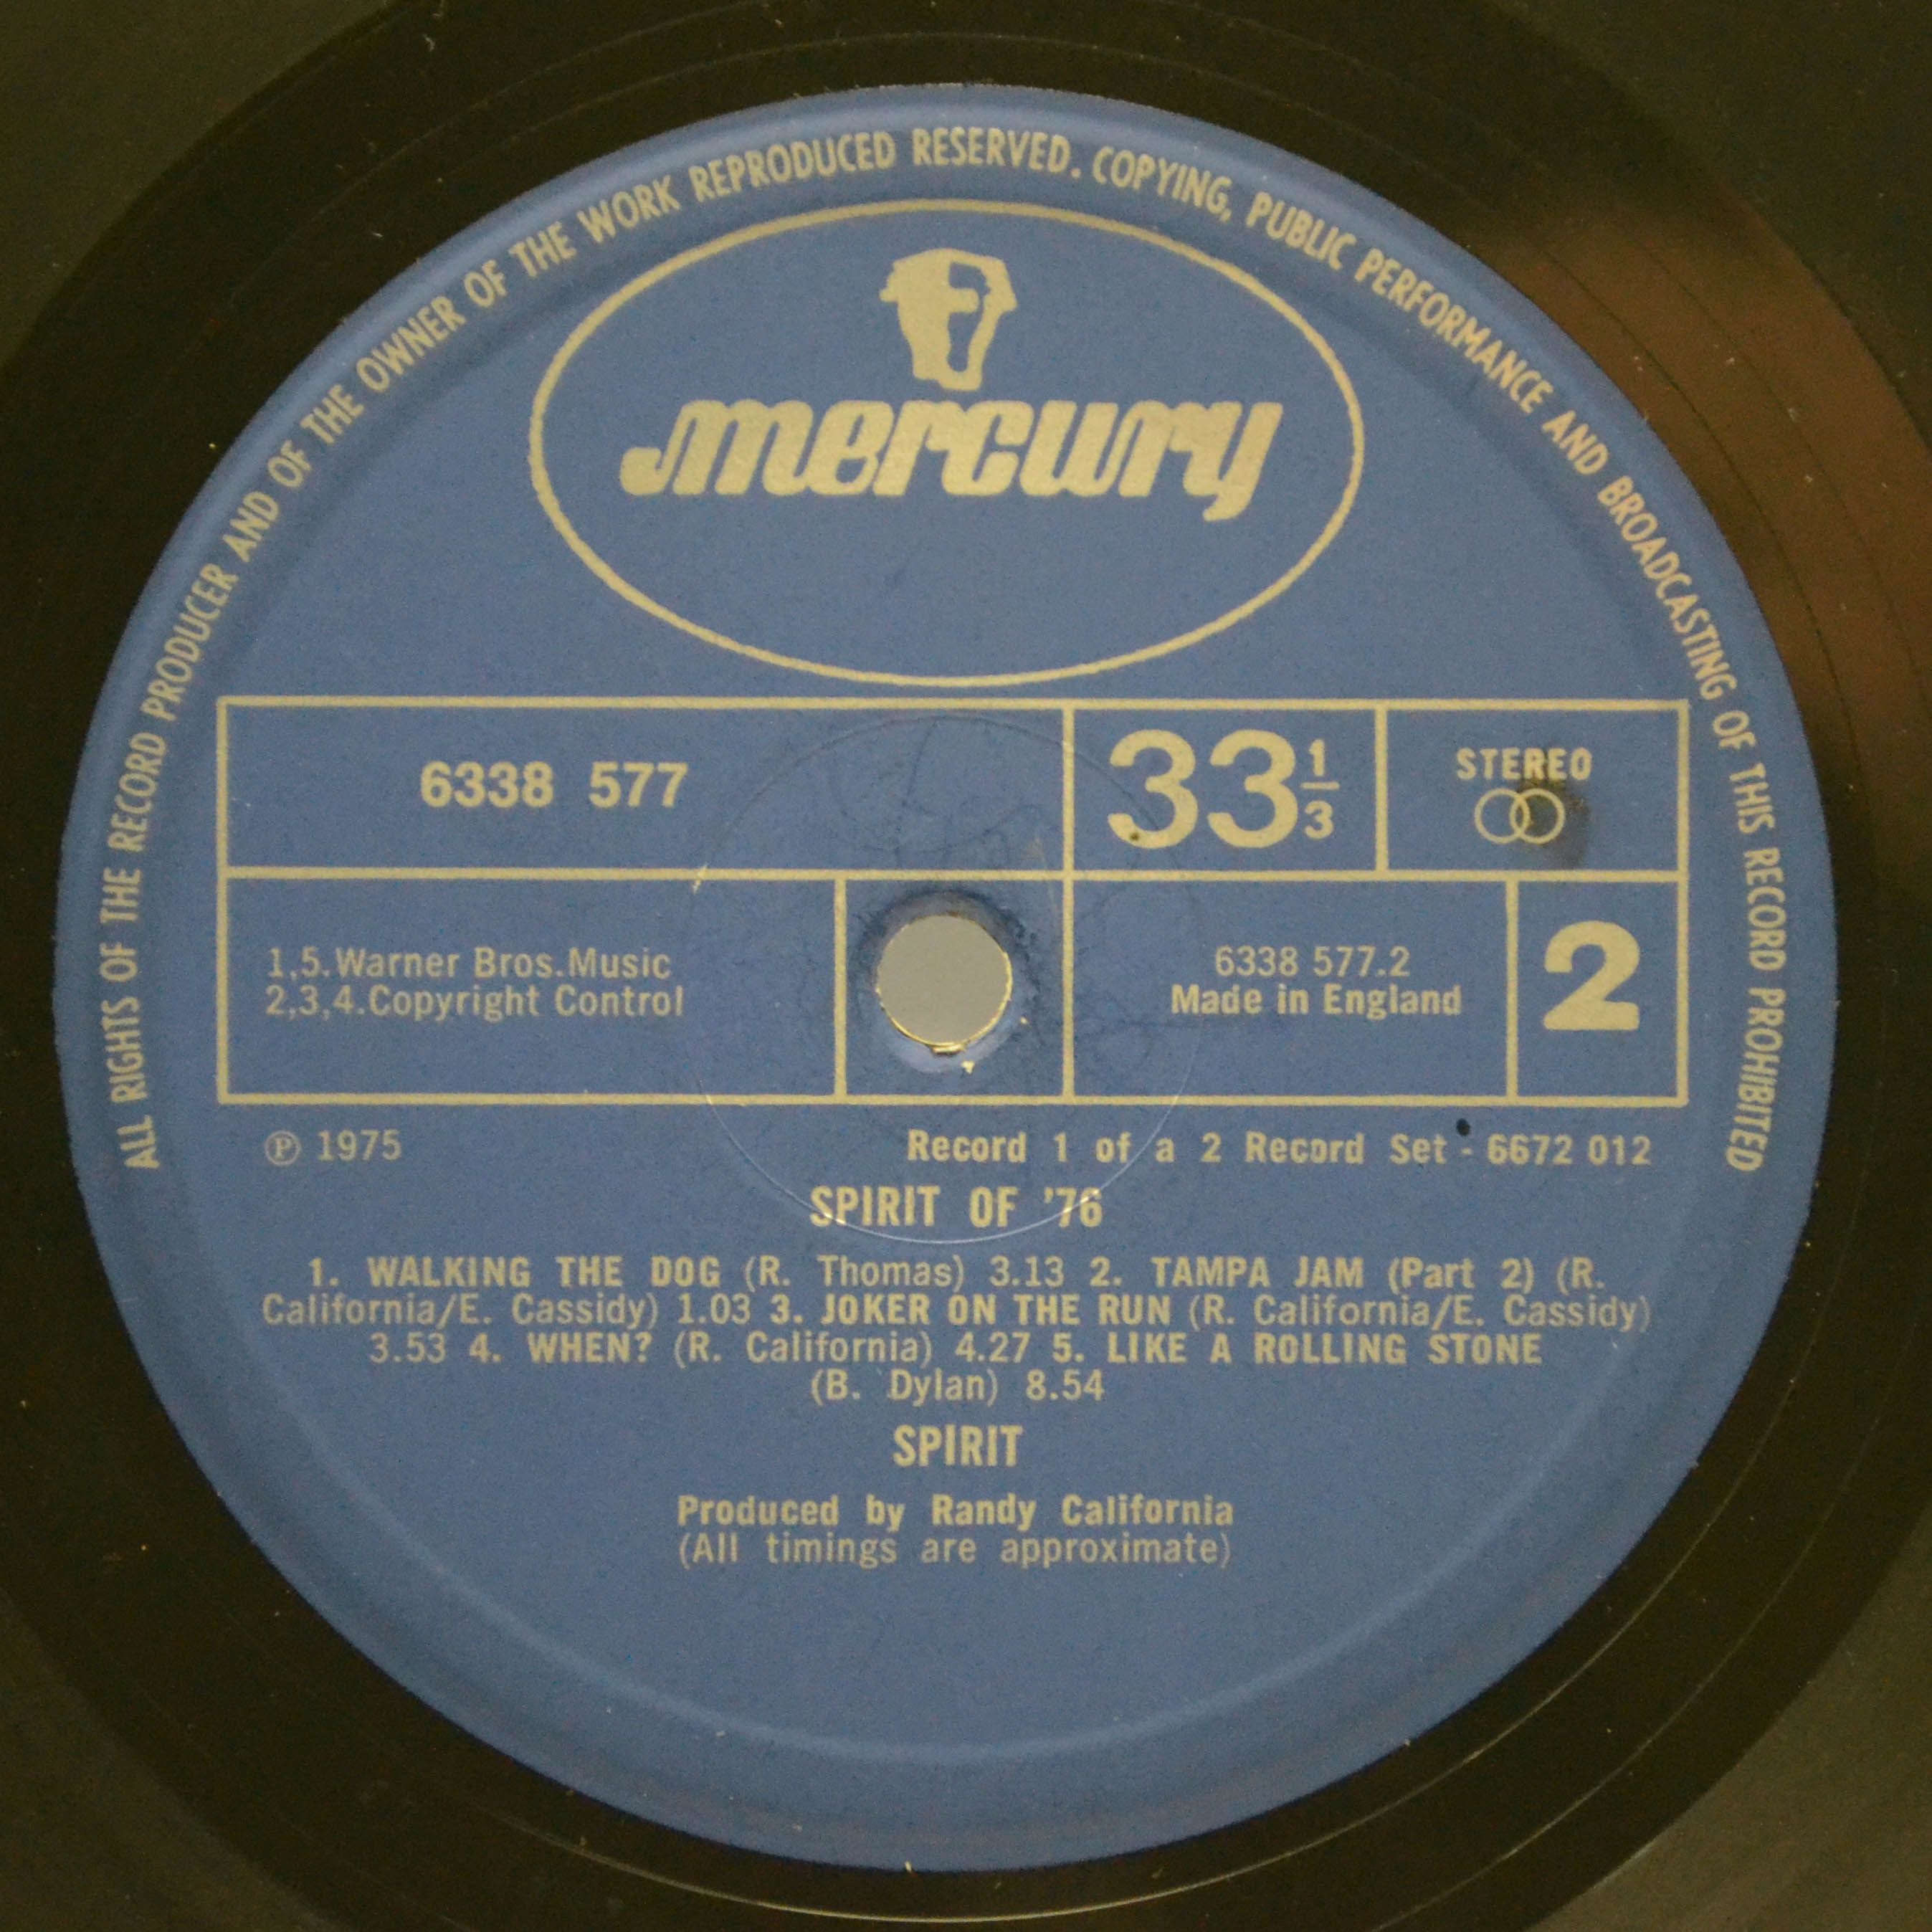 ALL RIGHTS OF THE RECORD PRODUCER AND OF THE OWNER OF THE WORK REPRODUCED RESERVED. COPYING, PUBLIC PERFORMANCE AND BROADCASTING OF THIS RECORD PROHIBITED
mercury
6338 577
33 1/3
STEREO
1,5.Warner Bros.Music
2,3,4.Copyright Control
6338 577.2
Made in England
2
Ⓟ 1975
Record 1 of a 2 Record Set - 6672 012
SPIRIT OF '76
1. WALKING THE DOG (R. Thomas) 3.13 2. TAMPA JAM (Part 2) (R.
California/E. Cassidy) 1.03 3. JOKER ON THE RUN (R. California/E. Cassidy)
3.53 4. WHEN? (R. California) 4.27 5. LIKE A ROLLING STONE
(B. Dylan) 8.54
SPIRIT
Produced by Randy California
(All timings are approximate)